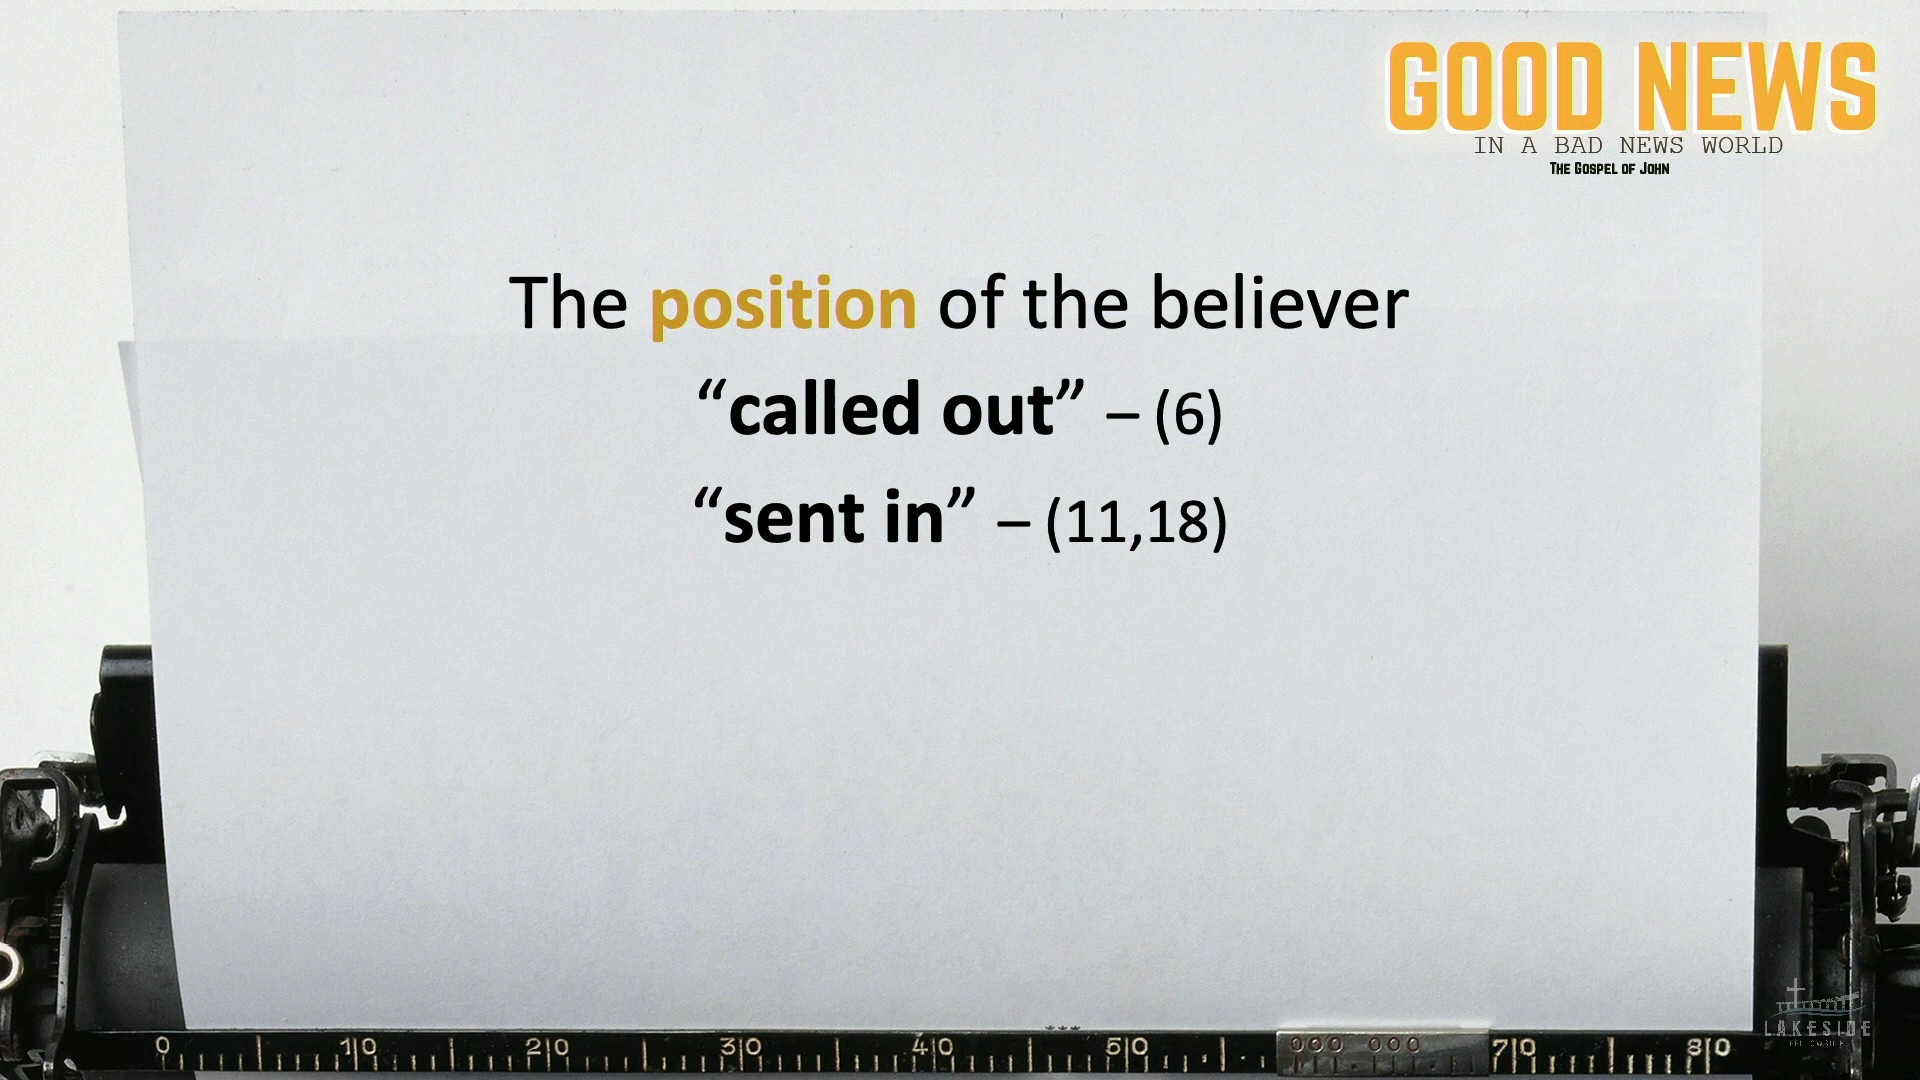 GOOD NEWS
IN A BAD NEWS WORLD
The Gospel of John
The position of the believer
“called out” – (6)
“sent in” – (11,18)
0 10 20 30 40 50 70 80
LAKESIDE